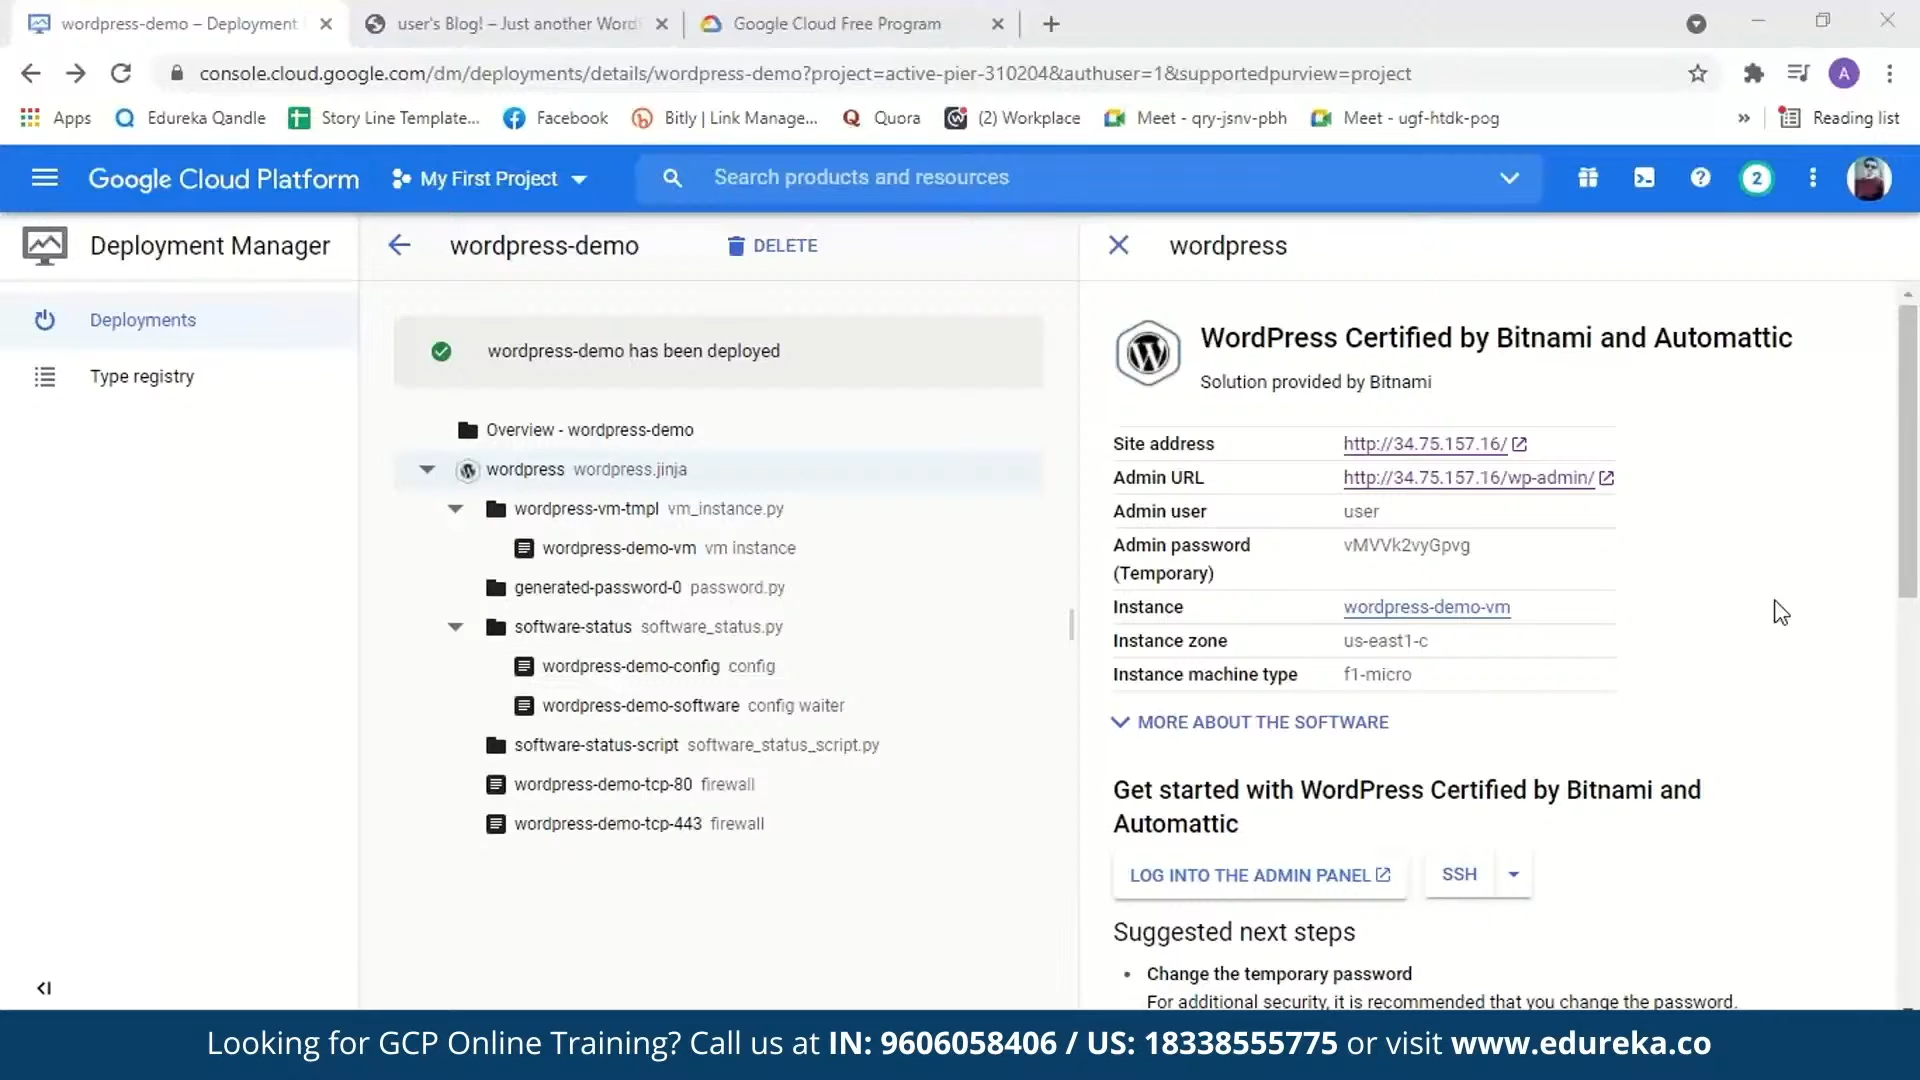 wordpress-demo – Deployment
user's Blog! – Just another Word
Google Cloud Free Program
console.cloud.google.com/dm/deployments/details/wordpress-demo?project=active-pier-310204&authuser=1&supportedpurview=project
A
Apps
Edureka Qandle
Story Line Template...
Facebook
Bitly | Link Manage...
Quora
(2) Workplace
Meet - qry-jsnv-pbh
Meet - ugf-htdk-pog
»
Reading list
Google Cloud Platform
My First Project
Search products and resources
2
Deployment Manager
Deployments
Type registry
wordpress-demo
DELETE
wordpress-demo has been deployed
Overview - wordpress-demo
wordpress wordpress.jinja
wordpress-vm-tmpl vm_instance.py
wordpress-demo-vm vm instance
generated-password-0 password.py
software-status software_status.py
wordpress-demo-config config
wordpress-demo-software config waiter
software-status-script software_status_script.py
wordpress-demo-tcp-80 firewall
wordpress-demo-tcp-443 firewall
wordpress
WordPress Certified by Bitnami and Automattic
Solution provided by Bitnami
Site address http://34.75.157.16/
Admin URL http://34.75.157.16/wp-admin/
Admin user user
Admin password vMVVk2vyGpvg
(Temporary)
Instance wordpress-demo-vm
Instance zone us-east1-c
Instance machine type f1-micro
MORE ABOUT THE SOFTWARE
Get started with WordPress Certified by Bitnami and
Automattic
LOG INTO THE ADMIN PANEL
SSH
Suggested next steps
• Change the temporary password
For additional security, it is recommended that you change the password.
Looking for GCP Online Training? Call us at IN: 9606058406 / US: 18338555775 or visit www.edureka.co